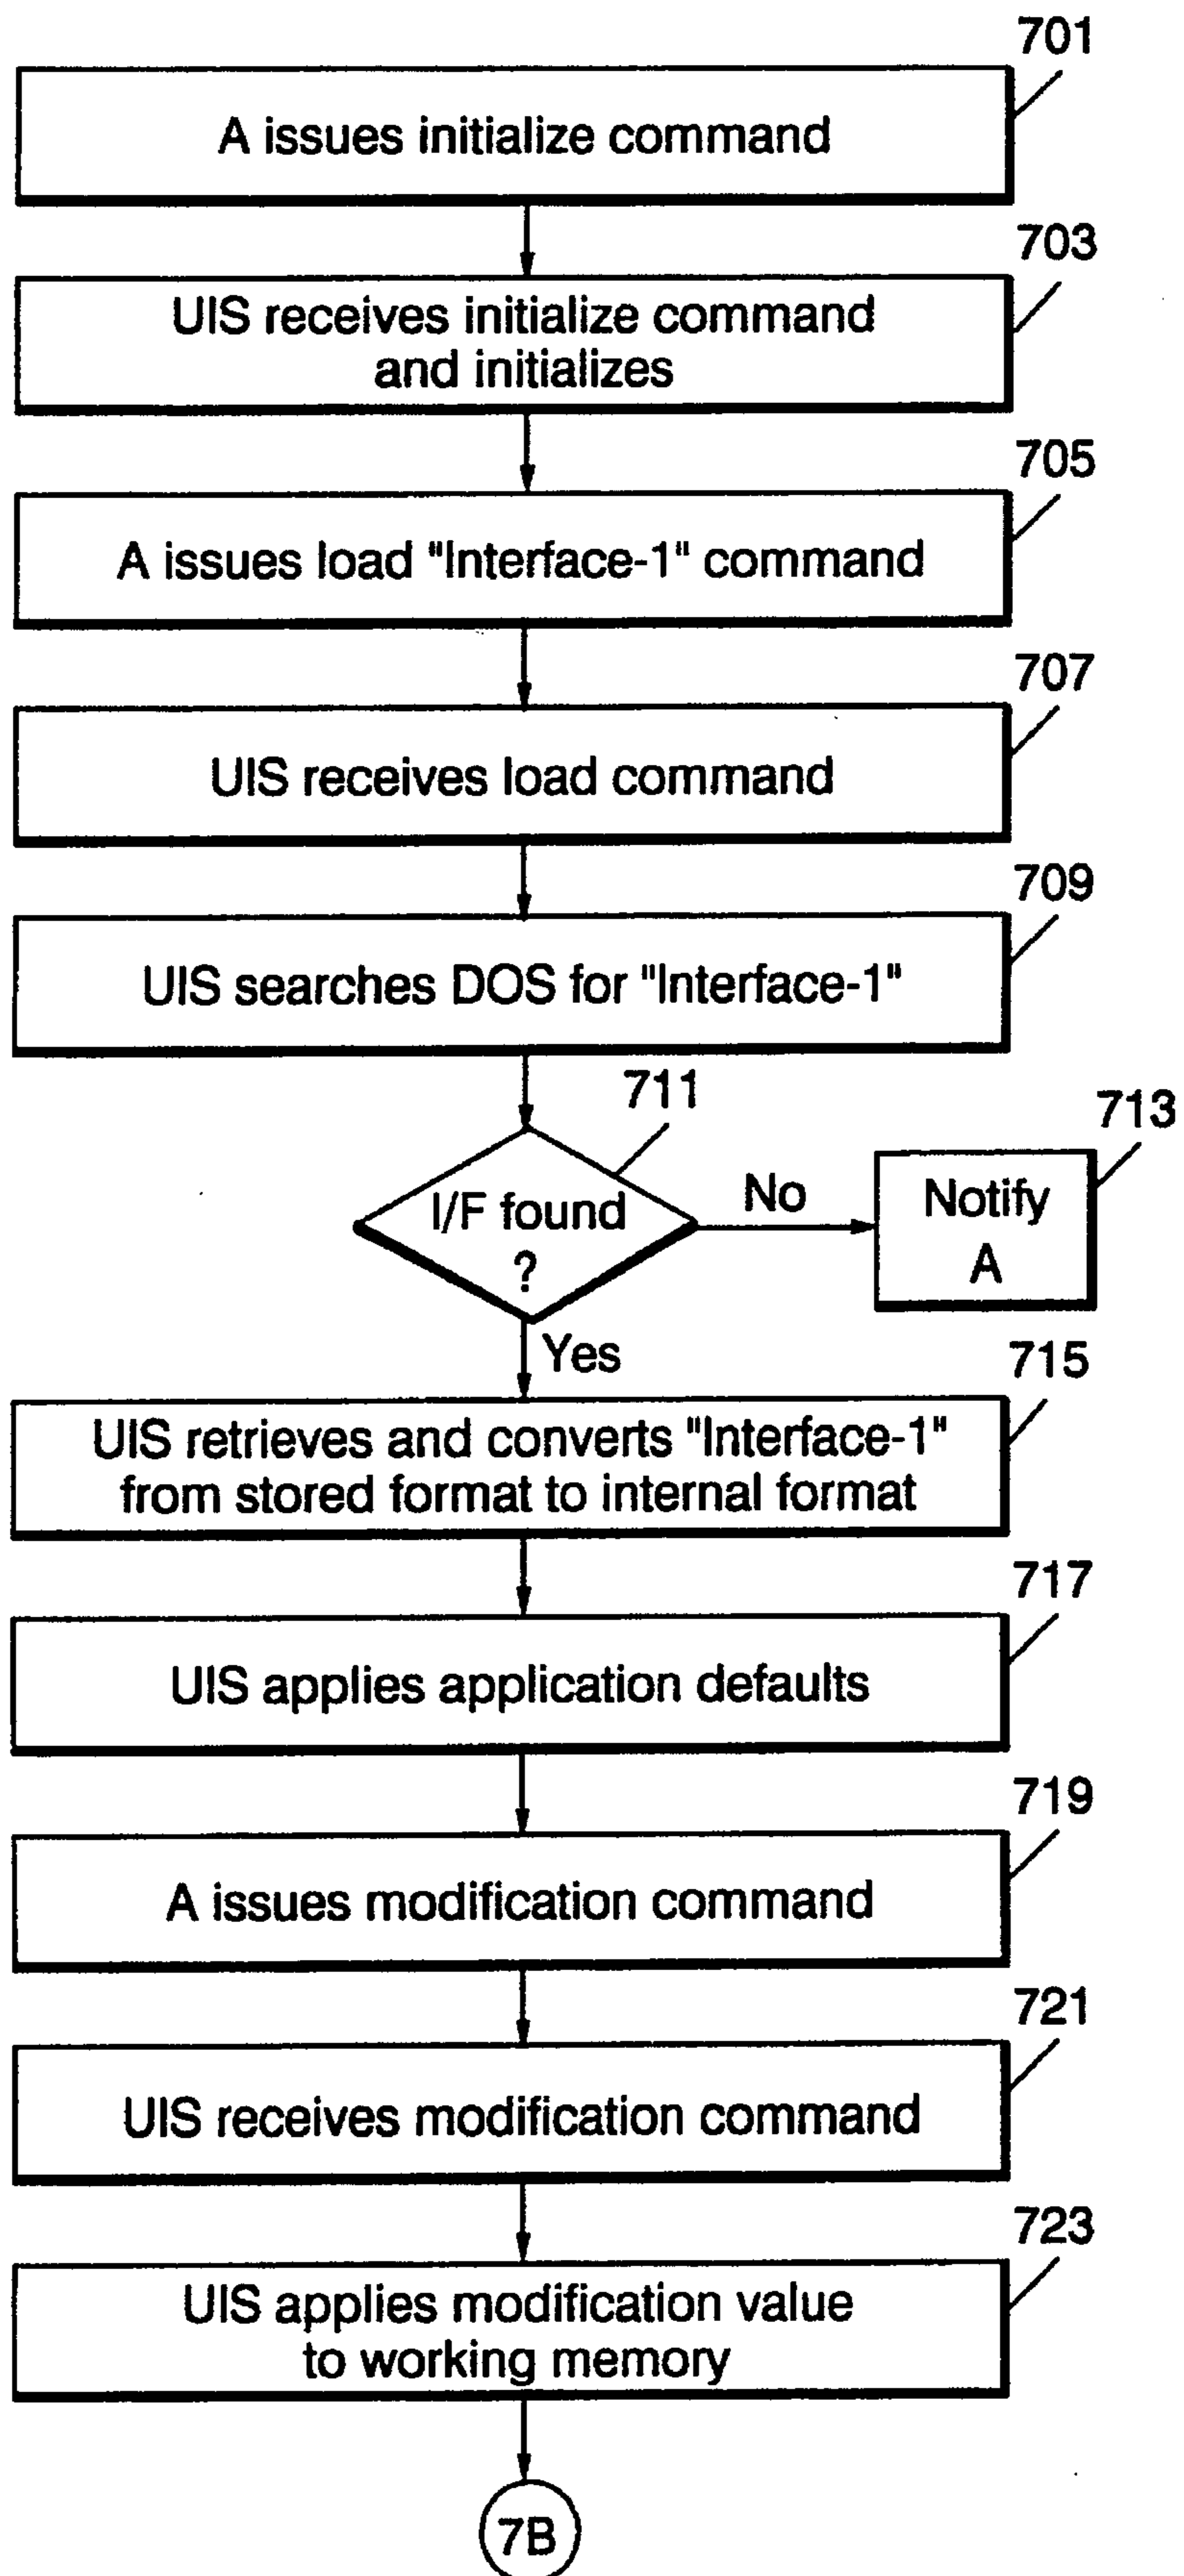 701
A issues initialize command
703
UIS receives initialize command
and initializes
705
A issues load "Interface-1" command
707
UIS receives load command
709
UIS searches DOS for "Interface-1"
711
713
I/F found
?
No
Notify
A
Yes
715
UIS retrieves and converts "Interface-1"
from stored format to internal format
717
UIS applies application defaults
719
A issues modification command
721
UIS receives modification command
723
UIS applies modification value
to working memory
7B